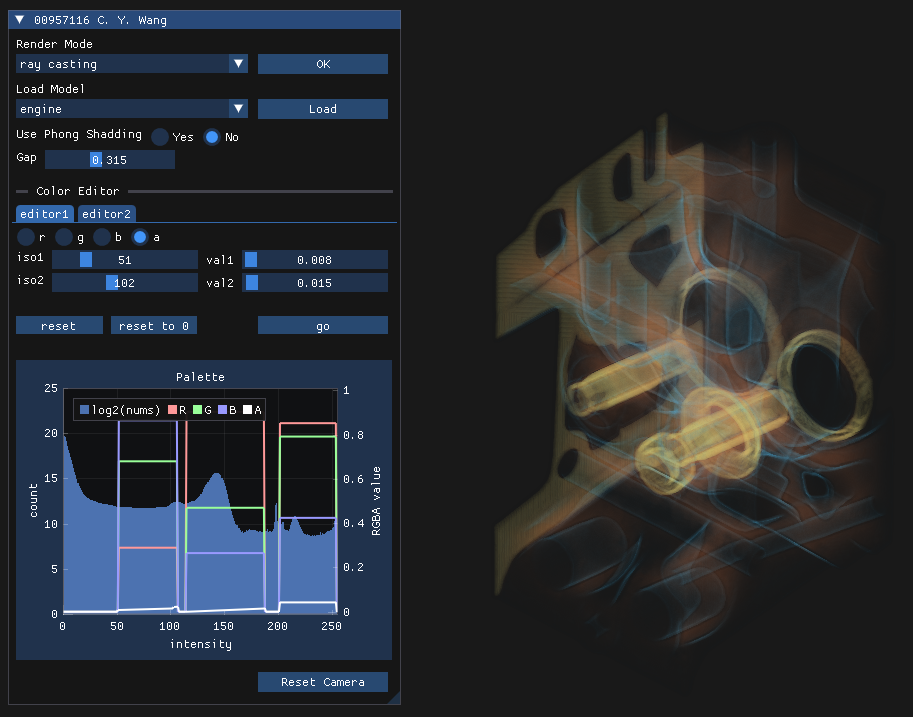 00957116 C. Y. Wang
Render Mode
ray casting OK
Load Model
engine Load
Use Phong Shadding Yes No
Gap 0.315
Color Editor
editor1 editor2
r g b a
iso1 51 val1 0.008
iso2 102 val2 0.015
reset reset to 0 go
Palette
log2(nums) R G B A
25
20
15
10
5
0
count
1
0.8
0.6
0.4
0.2
0
RGBA value
0 50 100 150 200 250
intensity
Reset Camera